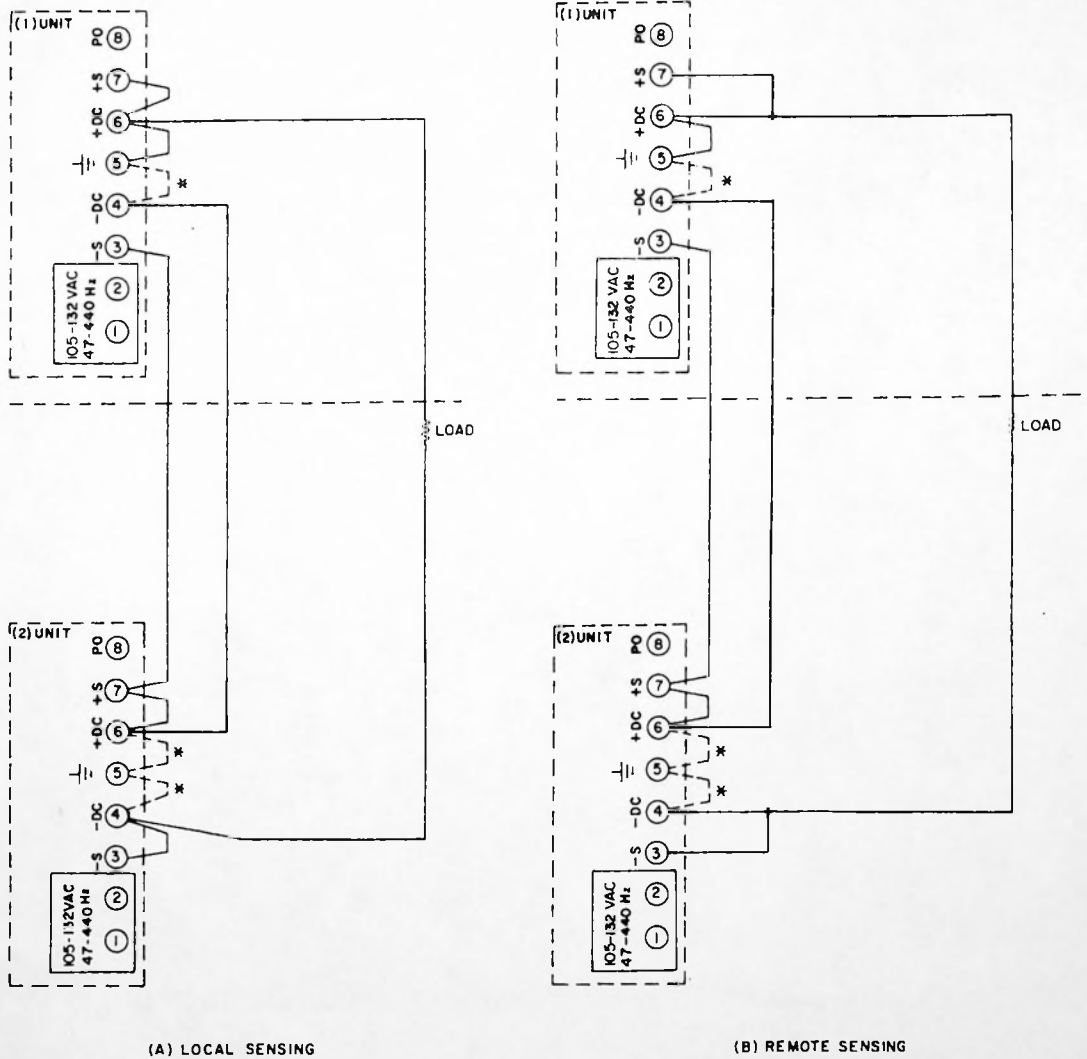 (1) UNIT
PO 8
+S 7
+DC 6
5
*
-DC 4
-S 3
105-132 VAC
47-440 Hz
2
1
LOAD
(2) UNIT
PO 8
+S 7
+DC 6
*
5
*
-DC 4
-S 3
105-132VAC
47-440 Hz
2
1
(A) LOCAL SENSING
(1) UNIT
PO 8
+S 7
+DC 6
5
*
-DC 4
-S 3
105-132 VAC
47-440 Hz
2
1
LOAD
(2) UNIT
PO 8
+S 7
+DC 6
*
5
*
-DC 4
-S 3
105-132 VAC
47-440 Hz
2
1
(B) REMOTE SENSING